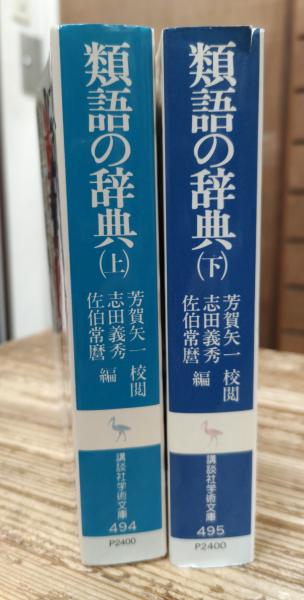 類語の辞典(上)
芳賀矢一 校閲
志田義秀
佐伯常麿 編
講談社学術文庫
494
P2400
類語の辞典(下)
芳賀矢一 校閲
志田義秀
佐伯常麿 編
講談社学術文庫
495
P2400